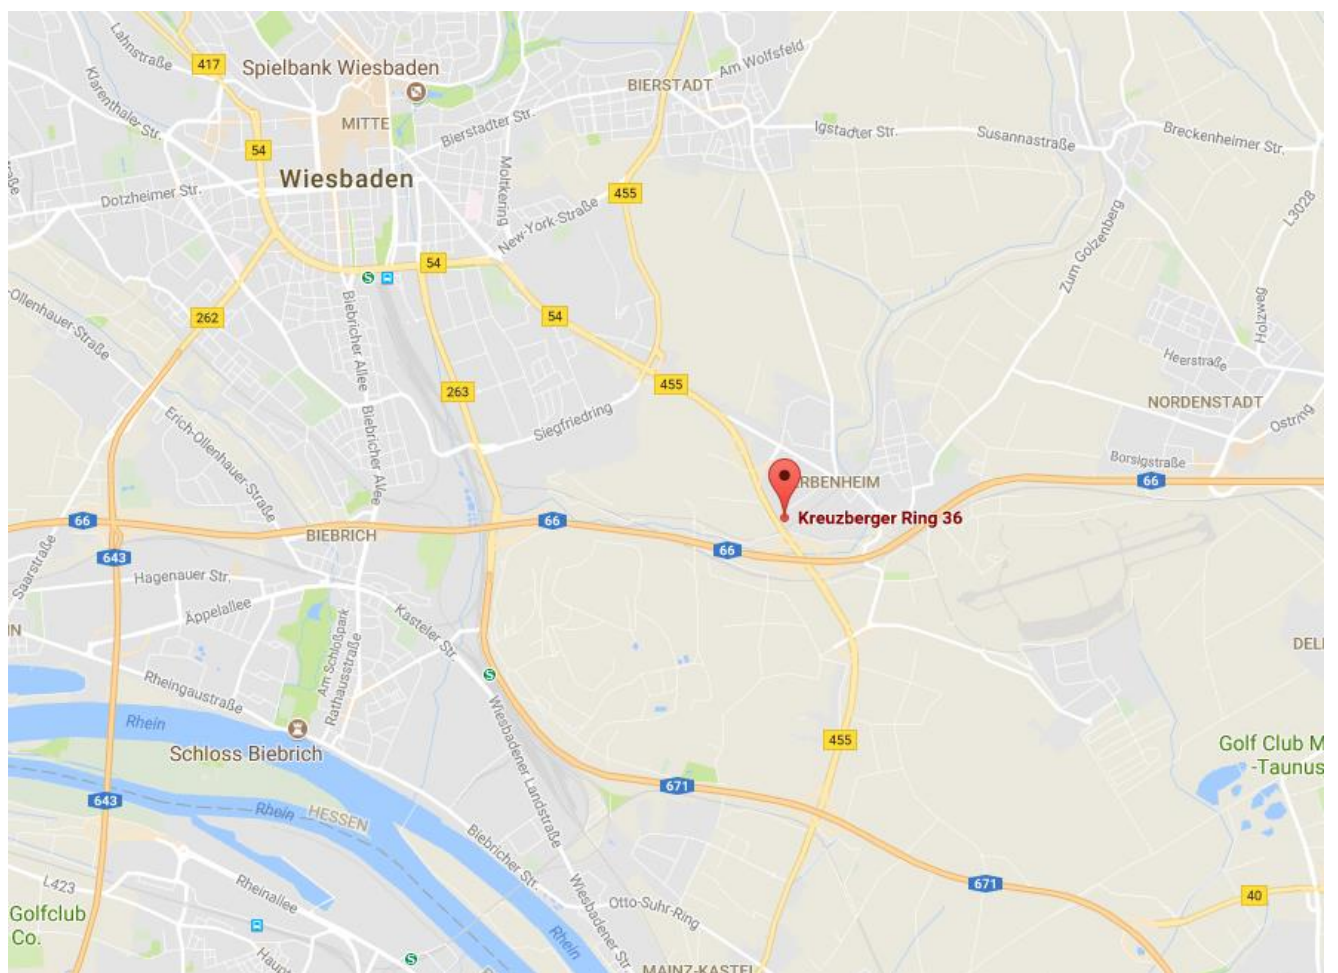 Lahnstraße
417
Spielbank Wiesbaden
Am Wolfsfeld
BIERSTADT
Klarenthaler Str.
MITTE
Bierstadter Str.
Igstadter Str.
Susannastraße
Breckenheimer Str.
54
Wiesbaden
Moltkering
455
Dotzheimer Str.
New-York-Straße
L3028
Zum Golzenberg
54
S
Biebricher Allee
-Ollenhauer-Straße
262
54
Holzweg
Heerstraße
263
455
NORDENSTADT
Siegfriedring
Erich-Ollenhauer-Straße
Biebricher Allee
Ostring
Borsigstraße
66
RBENHEIM
Kreuzberger Ring 36
66
66
66
BIEBRICH
643
Saarstraße
Hagenauer Str.
Äppelallee
Kasteler Str.
Am Schloßpark
Rathausstraße
IN
DEL
Rheingaustraße
S
Rhein
Wiesbadener Landstraße
Schloss Biebrich
455
Golf Club M
-Taunus
671
643
Rhein
HESSEN
Biebricher Str.
L423
Rheinallee
Wiesbadener Str.
671
40
Otto-Suhr-Ring
Golfclub
Co.
Rhein
S
MAINZ-KASTEL